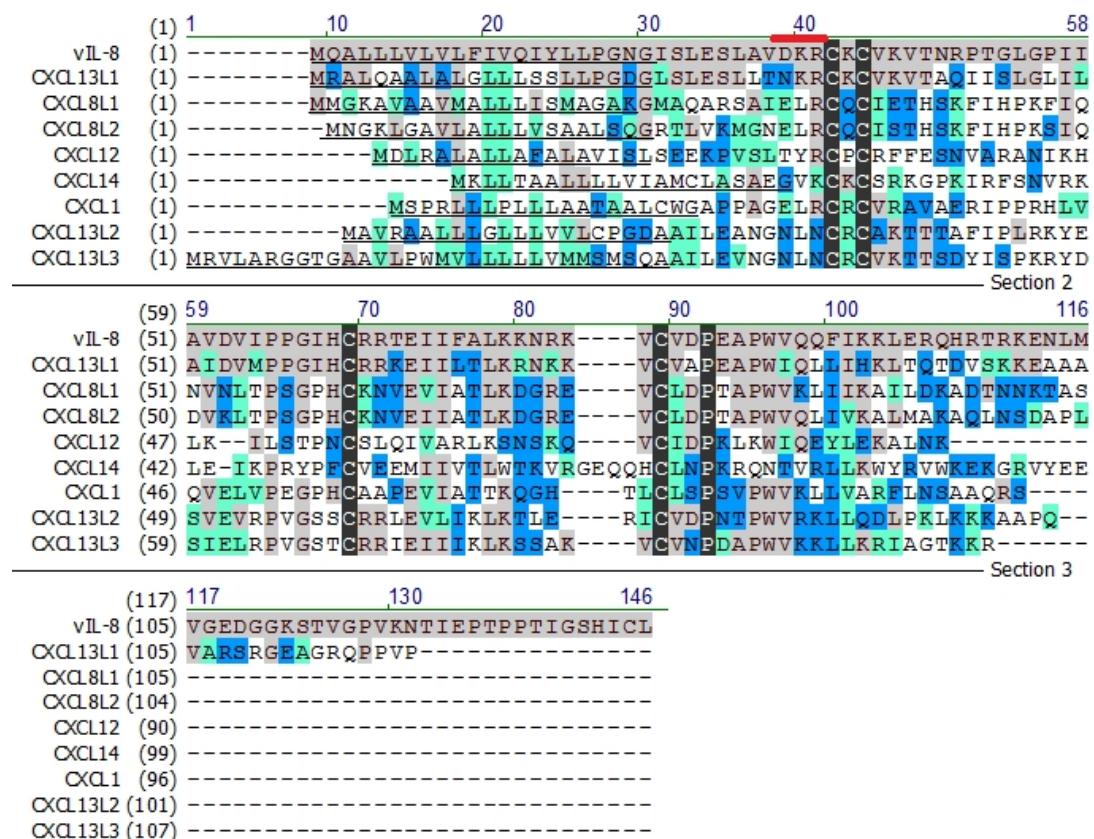 (1) 1 10 20 30 40 58
vIL-8 (1) --------MQALLLVLVLFIVQIYLLPGNGISLESLAVDKRCKCVKVTNRPTGLGPII
CXCL13L1 (1) --------MRALQAALALGLLLSSLLPGDGLSLESLLTNKRCKCVKVTAQIISLGLIL
CXCL8L1 (1) --------MMGKAVAAVMALLLISMAGAKGMAQARSAIELRCQCIETHSKFIHPKFIQ
CXCL8L2 (1) ---------MNGKLGAVLALLLVSAALSQGRTLVKMGNELRCQCISTHSKFIHPKSIQ
CXCL12 (1) ------------MDLRALALLAFALAVISLSEEKPVSLTYRCPCRFFESNVARANIKH
CXCL14 (1) -----------------MKLLTAALLLLVIAMCLASAEGVKCKCSRKGPKIRFSNVRK
CXCL1 (1) -------------MSPRLLLPLLLAATAALCWGAPPAGELRCRCVRAVAERIPPRHLV
CXCL13L2 (1) ----------MAVRAALLLGLLLVVLCPGDAAILEANGNLNCRCAKTTTAFIPLRKYE
CXCL13L3 (1) MRVLARGGTGAAVLPWMVLLLLLVMMSMSQAAILEVNGNLNCRCVKTTSDYISPKRYD
Section 2
(59) 59 70 80 90 100 116
vIL-8 (51) AVDVIPPGIHCRRTEIIFALKKNRK----VCVDPEAPWVQQFIKKLERQHRTRKENLM
CXCL13L1 (51) AIDVMPPGIHCRRKEIILTLKRNKK----VCVAPEAPWIQLLIHKLTQTDVSKKEAAA
CXCL8L1 (51) NVNLTPSGPHCKNVEVIATLKDGRE----VCLDPTAPWVKLIIKAILDKADTNNKTAS
CXCL8L2 (50) DVKLTPSGPHCKNVEIIATLKDGRE----VCLDPTAPWVQLIVKALMAKAQLNSDAPL
CXCL12 (47) LK--ILSTPNCSLQIVARLKSNSKQ----VCIDPKLKWIQEYLEKALNK---------
CXCL14 (42) LE-IKPRYPFCVEEMIIVTLWTKVRGEQQHCLNPKRQNTVRLLKWYRVWKEKGRVYEE
CXCL1 (46) QVELVPEGPHCAAPEVIATTKQGH----TLCLSPSVPWVKLLVARFLNSAAQRS----
CXCL13L2 (49) SVEVRPVGSSCRRLEVLIKLKTLE----RICVDPNTPWVRKLLQDLPKLKKKAAPQ--
CXCL13L3 (59) SIELRPVGSTCRRIEIIIKLKSSAK----VCVNPDAPWVKKLLKRIAGTKKR------
Section 3
(117) 117 130 146
vIL-8 (105) VGEDGGKSTVGPVKNTIEPTPPTIGSHICL
CXCL13L1 (105) VARSRGEAGRQPPVP---------------
CXCL8L1 (105) ------------------------------
CXCL8L2 (104) ------------------------------
CXCL12 (90) ------------------------------
CXCL14 (99) ------------------------------
CXCL1 (96) ------------------------------
CXCL13L2 (101) ------------------------------
CXCL13L3 (107) ------------------------------